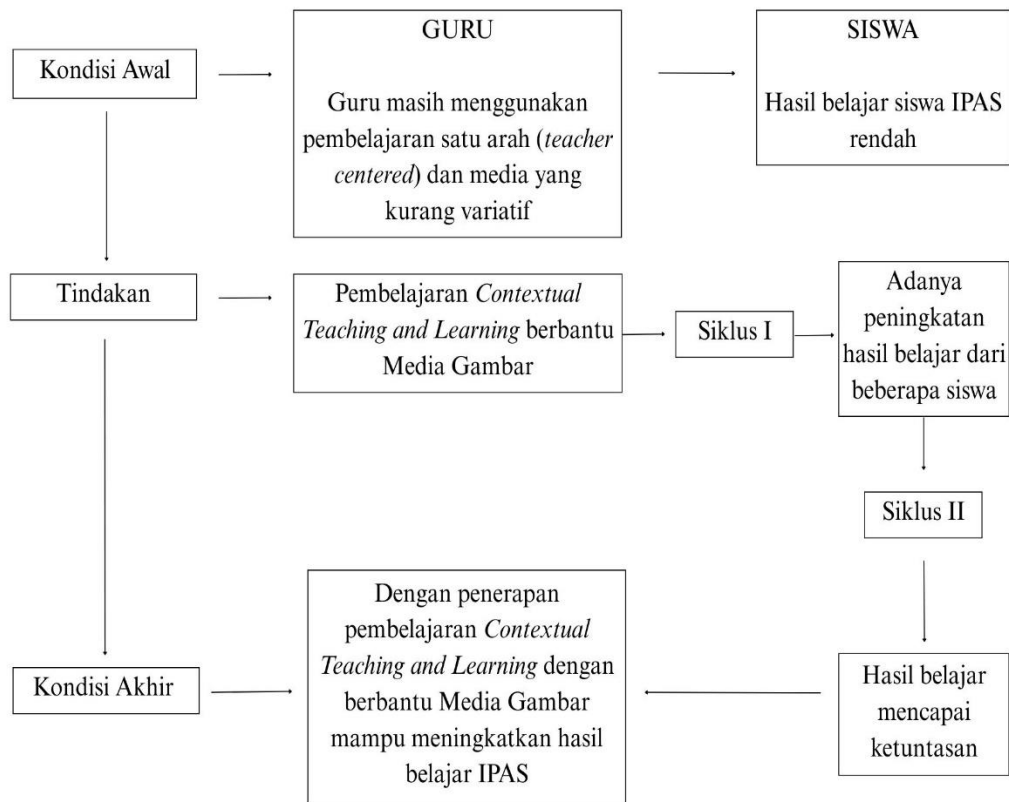 Kondisi Awal
GURU
Guru masih menggunakan
pembelajaran satu arah (teacher
centered) dan media yang
kurang variatif
SISWA
Hasil belajar siswa IPAS
rendah
Tindakan
Pembelajaran Contextual
Teaching and Learning berbantu
Media Gambar
Siklus I
Adanya
peningkatan
hasil belajar dari
beberapa siswa
Siklus II
Hasil belajar
mencapai
ketuntasan
Kondisi Akhir
Dengan penerapan
pembelajaran Contextual
Teaching and Learning dengan
berbantu Media Gambar
mampu meningkatkan hasil
belajar IPAS